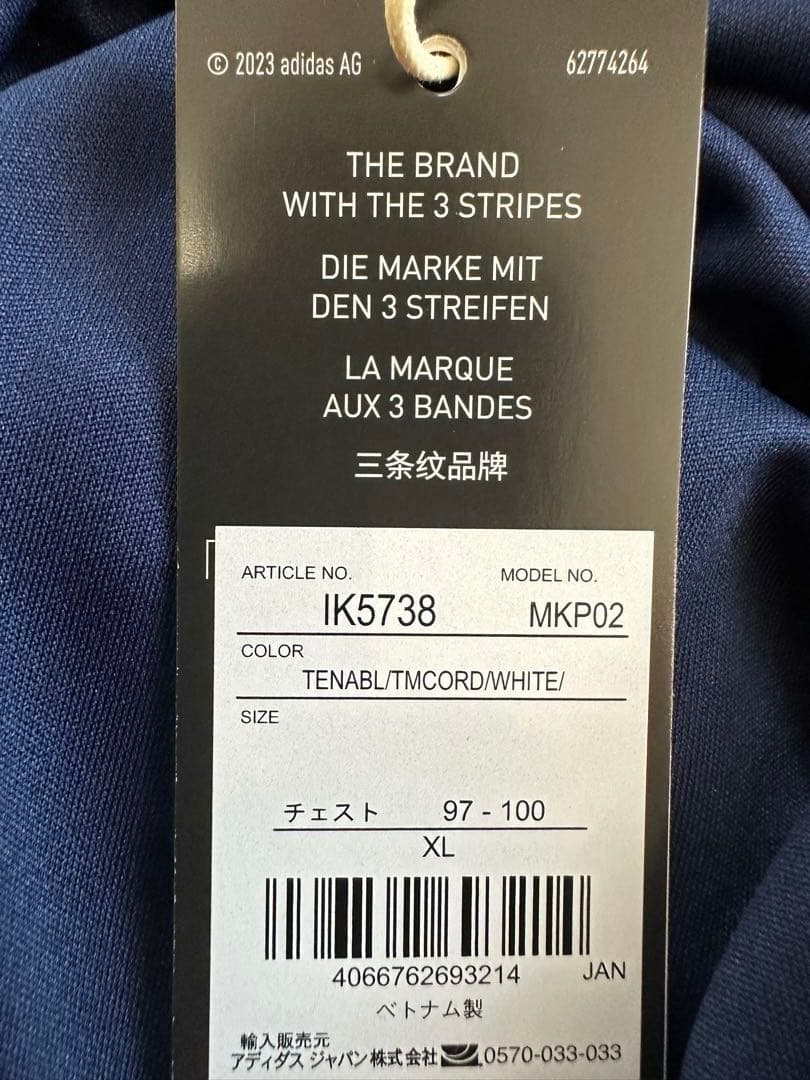 © 2023 adidas AG 62774264
THE BRAND
WITH THE 3 STRIPES
DIE MARKE MIT
DEN 3 STREIFEN
LA MARQUE
AUX 3 BANDES
三条纹品牌
ARTICLE NO. MODEL NO.
IK5738 MKP02
COLOR
TENABL/TMCORD/WHITE/
SIZE
チェスト 97 - 100
XL
4066762693214 JAN
ベトナム製
輸入販売元
アディダス ジャパン株式会社 0570-033-033